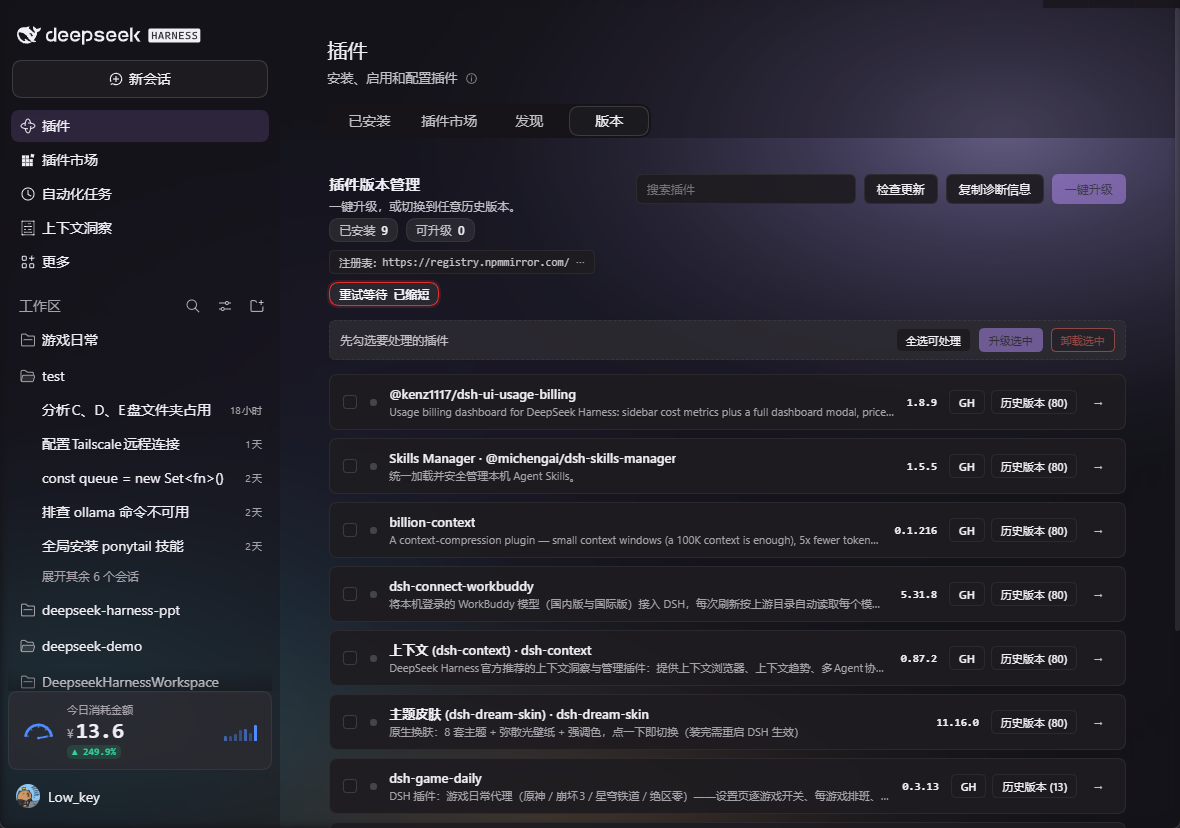 deepseek HARNESS
新会话
插件
插件市场
自动化任务
上下文洞察
更多
工作区
游戏日常
test
分析 C、D、E 盘文件夹占用 18小时
配置 Tailscale 远程连接 1天
const queue = new Set<fn>() 2天
排查 ollama 命令不可用 2天
全局安装 ponytail 技能 2天
展开其余 6 个会话
deepseek-harness-ppt
deepseek-demo
DeepseekHarnessWorkspace
今日消耗金额
¥13.6
▲ 249.9%
Low_key
插件
安装、启用和配置插件
已安装 插件市场 发现 版本
插件版本管理
一键升级，或切换到任意历史版本。
搜索插件 检查更新 复制诊断信息 一键升级
已安装 9 可升级 0
注册表: https://registry.npmmirror.com/ ···
重试等待 已缩短
先勾选要处理的插件 全选可处理 升级选中 卸载选中
@kenz1117/dsh-ui-usage-billing
Usage billing dashboard for DeepSeek Harness: sidebar cost metrics plus a full dashboard modal, price...
1.8.9 GH 历史版本 (80) →
Skills Manager · @michengai/dsh-skills-manager
统一加载并安全管理本机 Agent Skills。
1.5.5 GH 历史版本 (80) →
billion-context
A context-compression plugin — small context windows (a 100K context is enough), 5x fewer token...
0.1.216 GH 历史版本 (80) →
dsh-connect-workbuddy
将本机登录的 WorkBuddy 模型（国内版与国际版）接入 DSH，每次刷新按上游目录自动读取每个模...
5.31.8 GH 历史版本 (80) →
上下文 (dsh-context) · dsh-context
DeepSeek Harness 官方推荐的上下文洞察与管理插件：提供上下文浏览器、上下文趋势、多 Agent 协...
0.87.2 GH 历史版本 (80) →
主题皮肤 (dsh-dream-skin) · dsh-dream-skin
原生换肤：8 套主题 + 弥散光壁纸 + 强调色，点一下即切换（装完需重启 DSH 生效）
11.16.0 历史版本 (80) →
dsh-game-daily
DSH 插件：游戏日常代理（原神 / 崩坏3 / 星穹铁道 / 绝区零）——设置页逐游戏开关、每游戏排班、...
0.3.13 GH 历史版本 (13) →